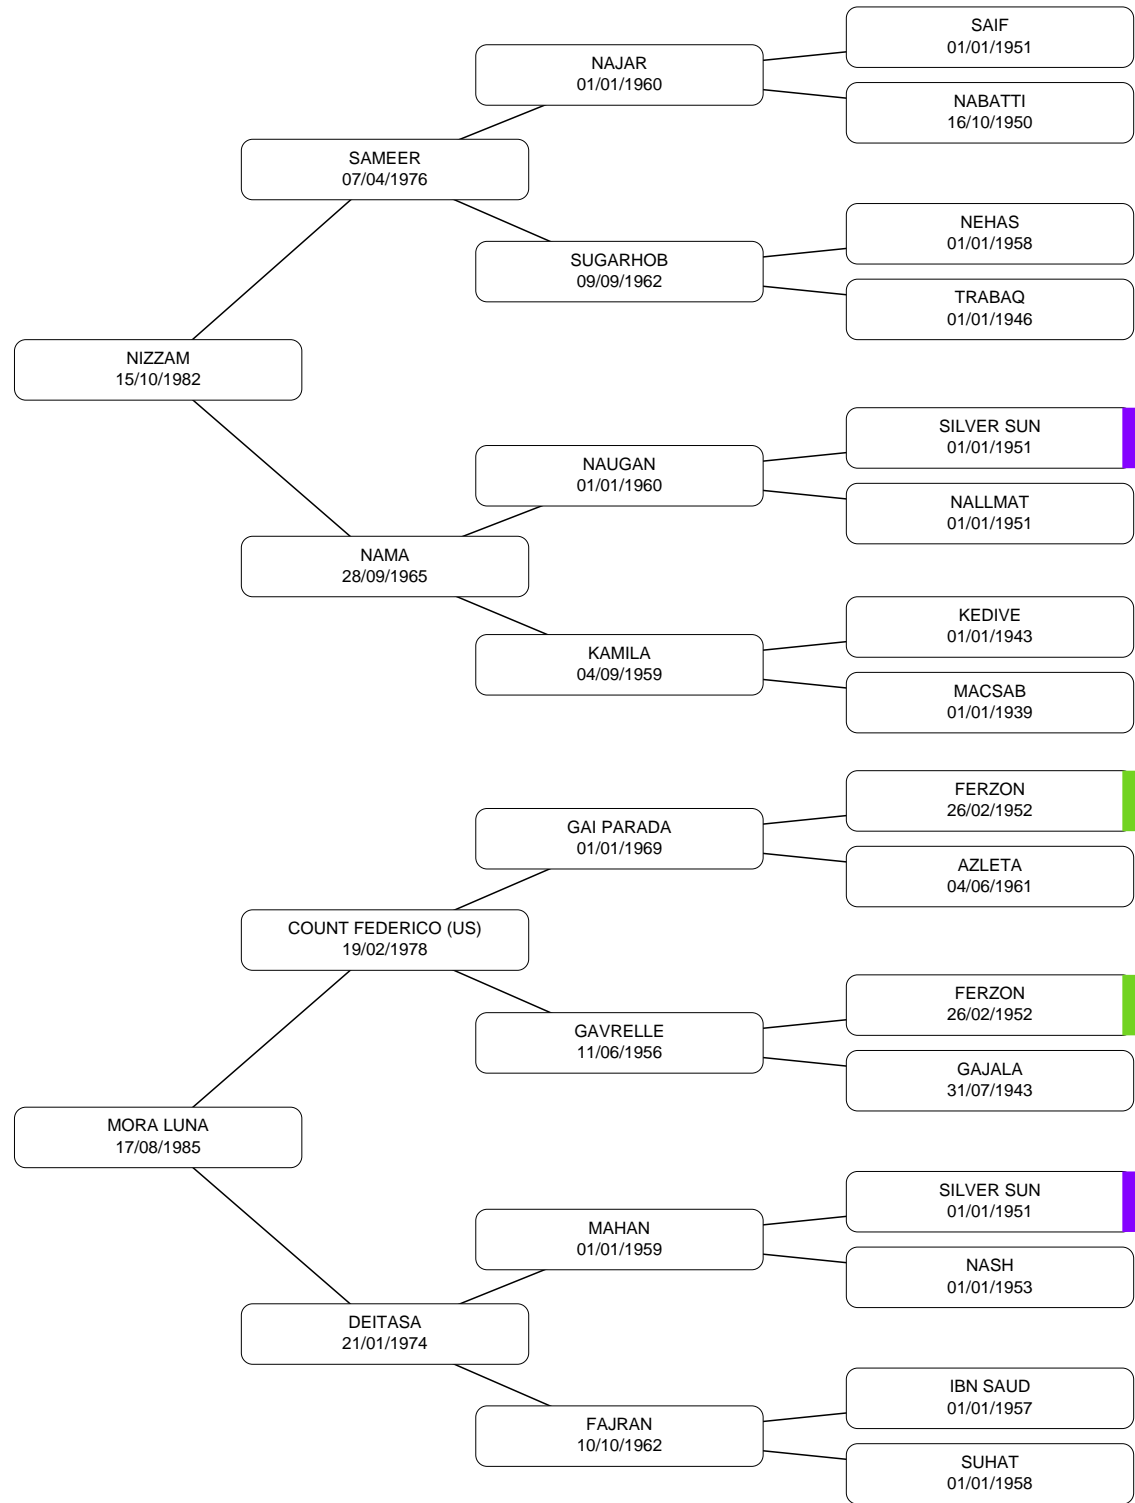 SAIF
01/01/1951
NAJAR
01/01/1960
NABATTI
16/10/1950
SAMEER
07/04/1976
NEHAS
01/01/1958
SUGARHOB
09/09/1962
TRABAQ
01/01/1946
NIZZAM
15/10/1982
SILVER SUN
01/01/1951
NAUGAN
01/01/1960
NALLMAT
01/01/1951
NAMA
28/09/1965
KEDIVE
01/01/1943
KAMILA
04/09/1959
MACSAB
01/01/1939
FERZON
26/02/1952
GAI PARADA
01/01/1969
AZLETA
04/06/1961
COUNT FEDERICO (US)
19/02/1978
FERZON
26/02/1952
GAVRELLE
11/06/1956
GAJALA
31/07/1943
MORA LUNA
17/08/1985
SILVER SUN
01/01/1951
MAHAN
01/01/1959
NASH
01/01/1953
DEITASA
21/01/1974
IBN SAUD
01/01/1957
FAJRAN
10/10/1962
SUHAT
01/01/1958